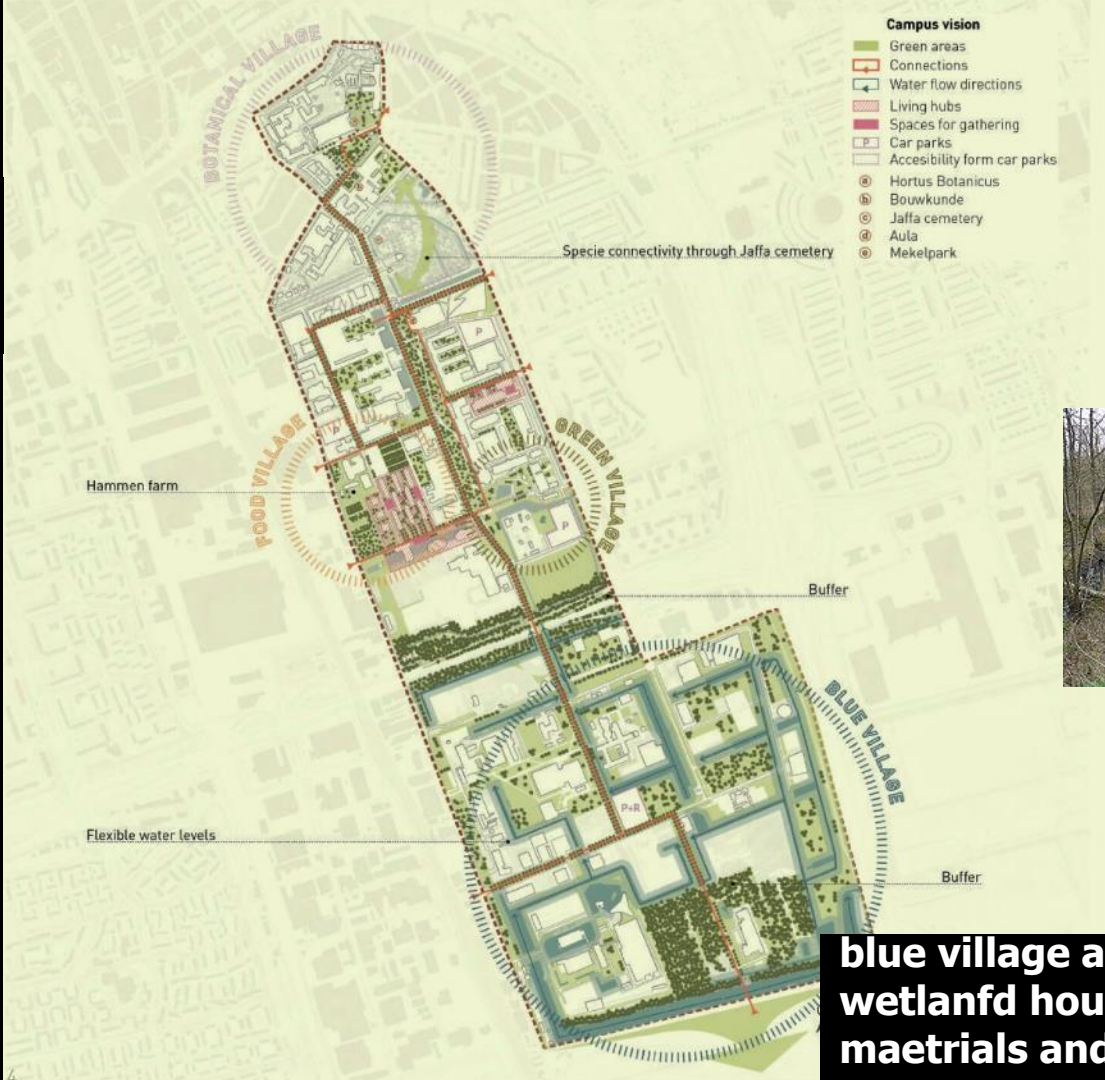 Campus vision
Green areas
Connections
Water flow directions
Living hubs
Spaces for gathering
P Car parks
Accesibility form car parks
a Hortus Botanicus
b Bouwkunde
c Jaffa cemetery
d Aula
e Mekelpark
BOTANICAL VILLAGE
Specie connectivity through Jaffa cemetery
P
FOOD VILLAGE
GREEN VILLAGE
P
Hammen farm
P
Buffer
BLUE VILLAGE
P+R
Flexible water levels
Buffer
blue village a
wetlanfd hou
maetrials and